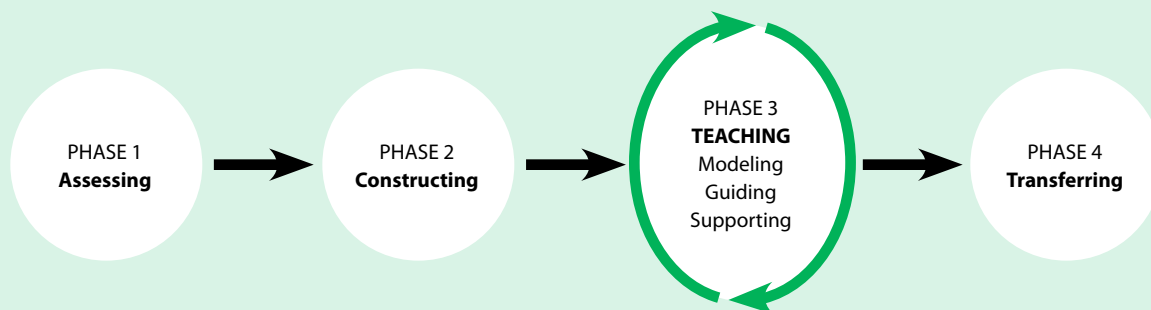 PHASE 1
Assessing
PHASE 2
Constructing
PHASE 3
TEACHING
Modeling
Guiding
Supporting
PHASE 4
Transferring